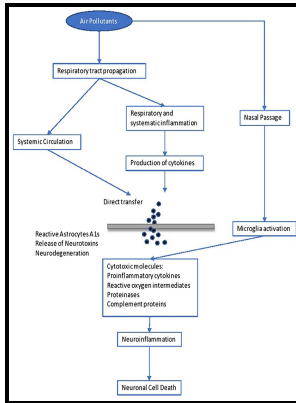 Air Pollutants
Respiratory tract propagation
Respiratory and
systematic inflammation
Nasal Passage
Systemic Circulation
Production of cytokines
Direct transfer
Reactive Astrocytes A1s
Release of Neurotoxins
Neurodegeneration
Microglia activation
Cytotoxic molecules:
Proinflammatory cytokines
Reactive oxygen intermediates
Proteinases
Complement proteins
Neuroinflammation
Neuronal Cell Death